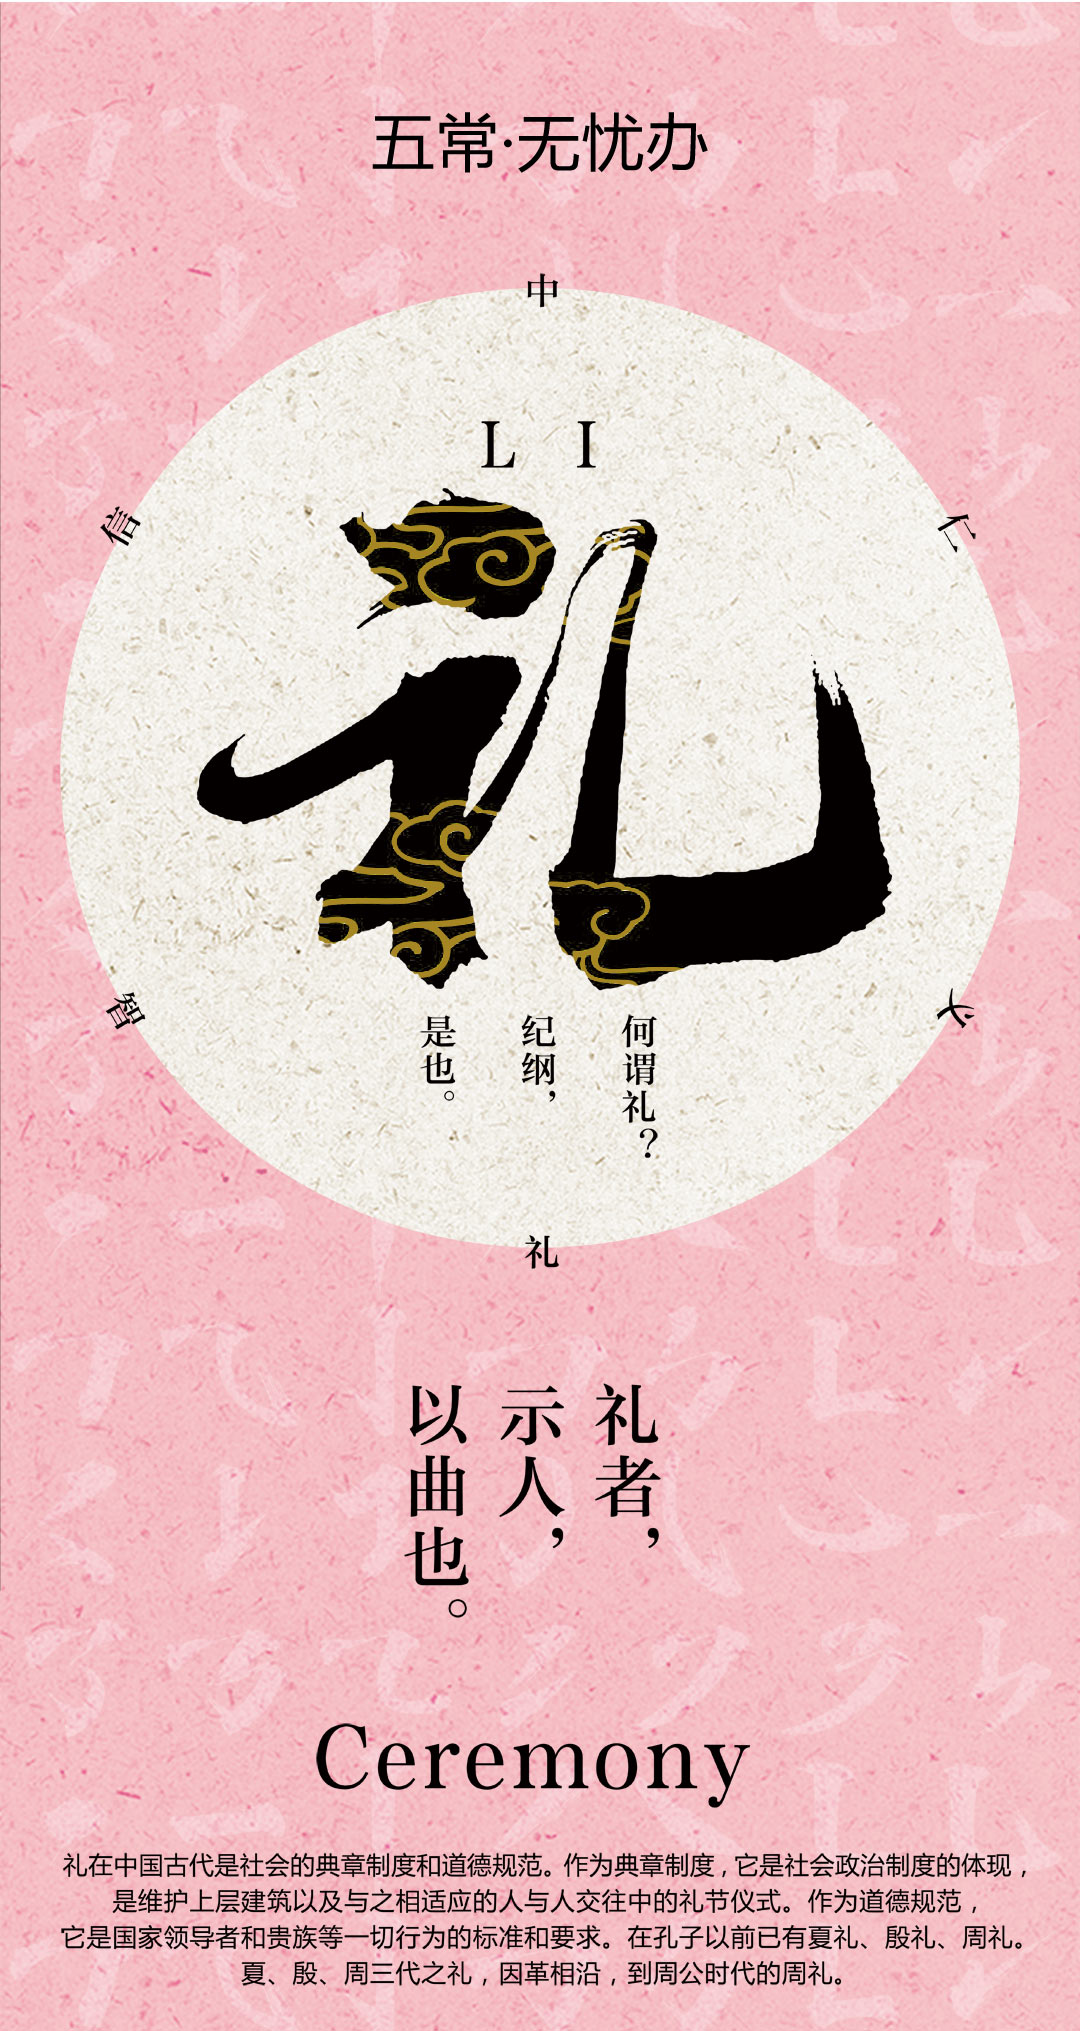 五常·无忧办
中
仁
义
礼
智
信
LI
礼
何谓礼？
纪纲，
是也。
礼者，
示人，
以曲也。
Ceremony
礼在中国古代是社会的典章制度和道德规范。作为典章制度，它是社会政治制度的体现，
是维护上层建筑以及与之相适应的人与人交往中的礼节仪式。作为道德规范，
它是国家领导者和贵族等一切行为的标准和要求。在孔子以前已有夏礼、殷礼、周礼。
夏、殷、周三代之礼，因革相沿，到周公时代的周礼。